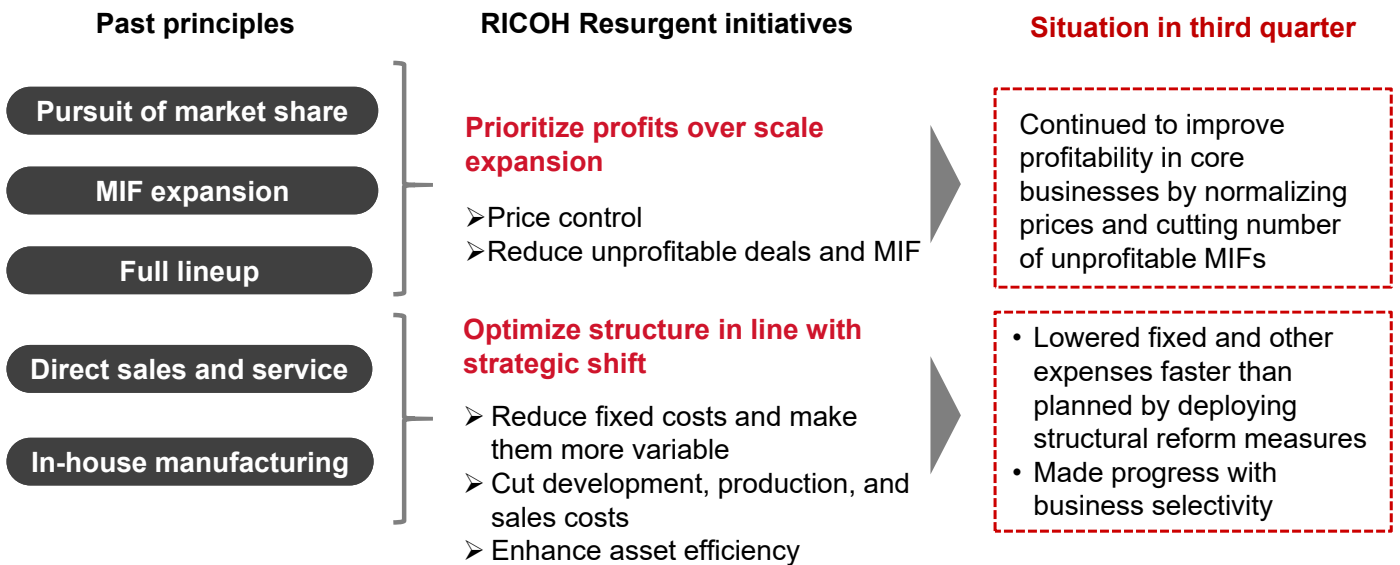 Past principles
RICOH Resurgent initiatives
Situation in third quarter
Pursuit of market share
MIF expansion
Full lineup
Prioritize profits over scale
expansion
➢Price control
➢Reduce unprofitable deals and MIF
Continued to improve
profitability in core
businesses by normalizing
prices and cutting number
of unprofitable MIFs
Direct sales and service
In-house manufacturing
Optimize structure in line with
strategic shift
➢ Reduce fixed costs and make
them more variable
➢ Cut development, production, and
sales costs
➢ Enhance asset efficiency
• Lowered fixed and other
expenses faster than
planned by deploying
structural reform measures
• Made progress with
business selectivity